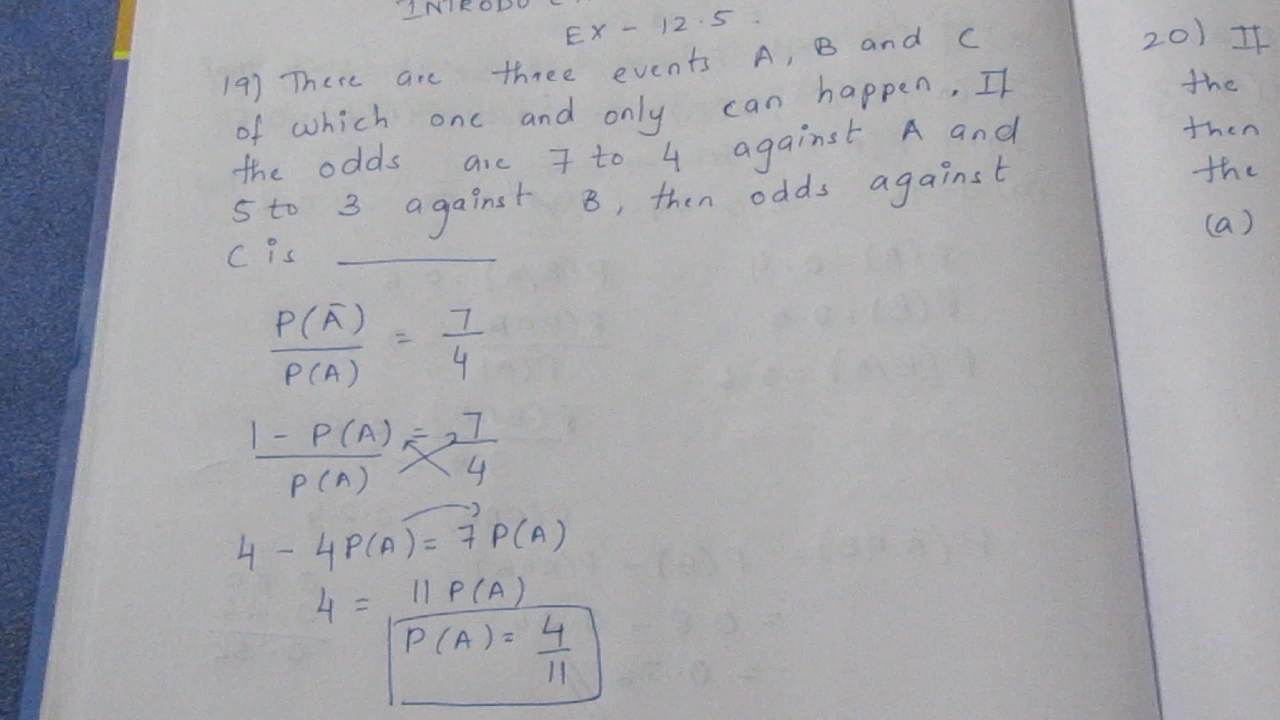 EX - 12.5.
19) There are three events A, B and C
of which one and only can happen. If
the odds are 7 to 4 against A and
5 to 3 against B, then odds against
C is ________
P(Ā)/P(A) = 7/4
1 - P(A)/P(A) = 7/4
4 - 4P(A) = 7P(A)
4 = 11 P(A)
P(A) = 4/11
20) If
the
then
the
(a)